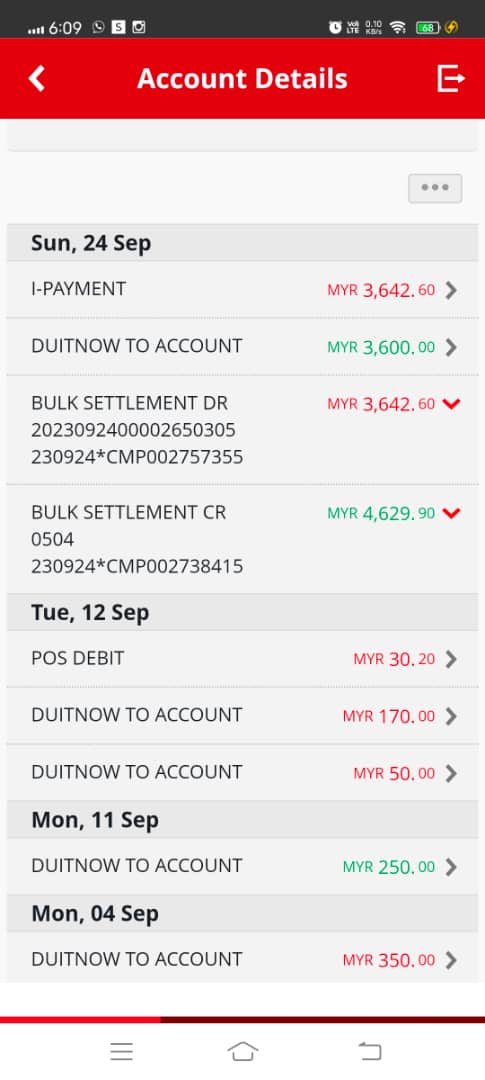 6:09 S VoI LTE 0.10 KB/s 68
Account Details
Sun, 24 Sep
I-PAYMENT MYR 3,642.60
DUITNOW TO ACCOUNT MYR 3,600.00
BULK SETTLEMENT DR MYR 3,642.60
2023092400002650305
230924*CMP002757355
BULK SETTLEMENT CR MYR 4,629.90
0504
230924*CMP002738415
Tue, 12 Sep
POS DEBIT MYR 30.20
DUITNOW TO ACCOUNT MYR 170.00
DUITNOW TO ACCOUNT MYR 50.00
Mon, 11 Sep
DUITNOW TO ACCOUNT MYR 250.00
Mon, 04 Sep
DUITNOW TO ACCOUNT MYR 350.00